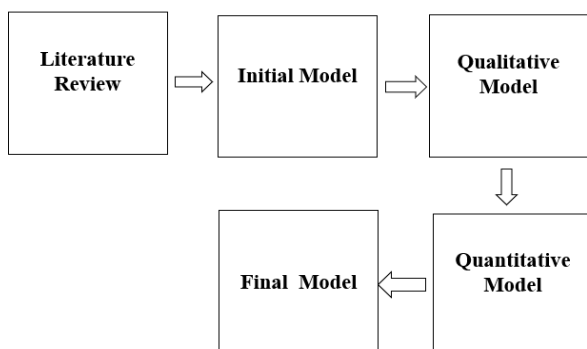 Literature
Review
Initial Model
Qualitative
Model
Quantitative
Model
Final Model